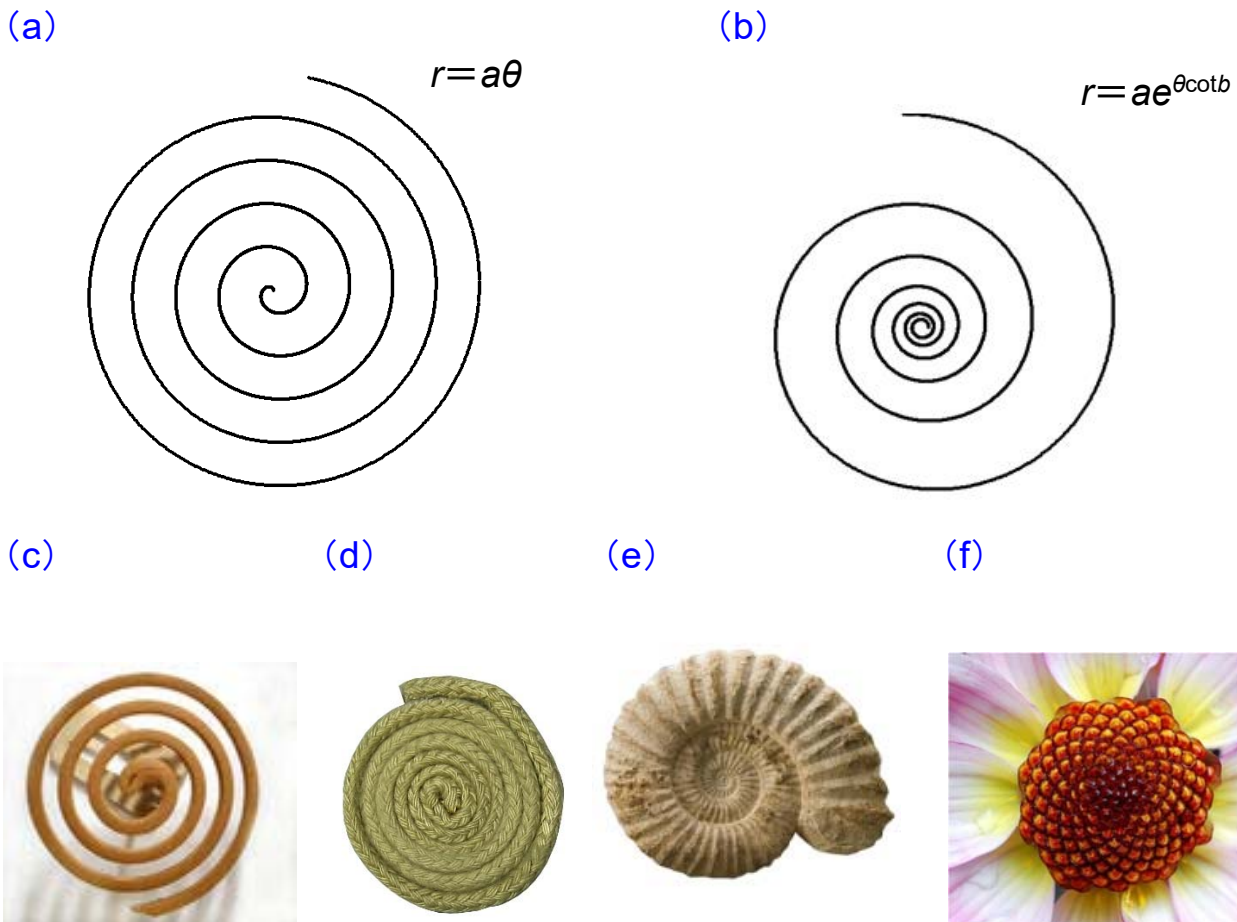 （a）
（b）
r＝aθ
r＝ae^θcotb
（c）
（d）
（e）
（f）